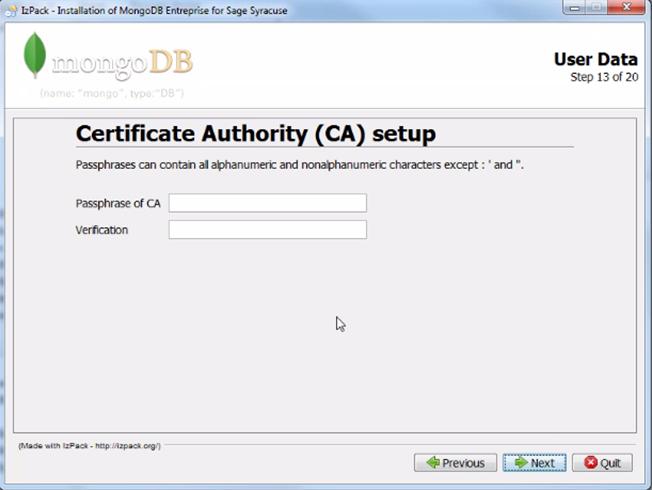 IzPack - Installation of MongoDB Entreprise for Sage Syracuse
mongoDB
{name: "mongo", type:"DB"}
User Data
Step 13 of 20
Certificate Authority (CA) setup
Passphrases can contain all alphanumeric and nonalphanumeric characters except : ' and ".
Passphrase of CA
Verification
(Made with IzPack - http://izpack.org/)
Previous
Next
Quit